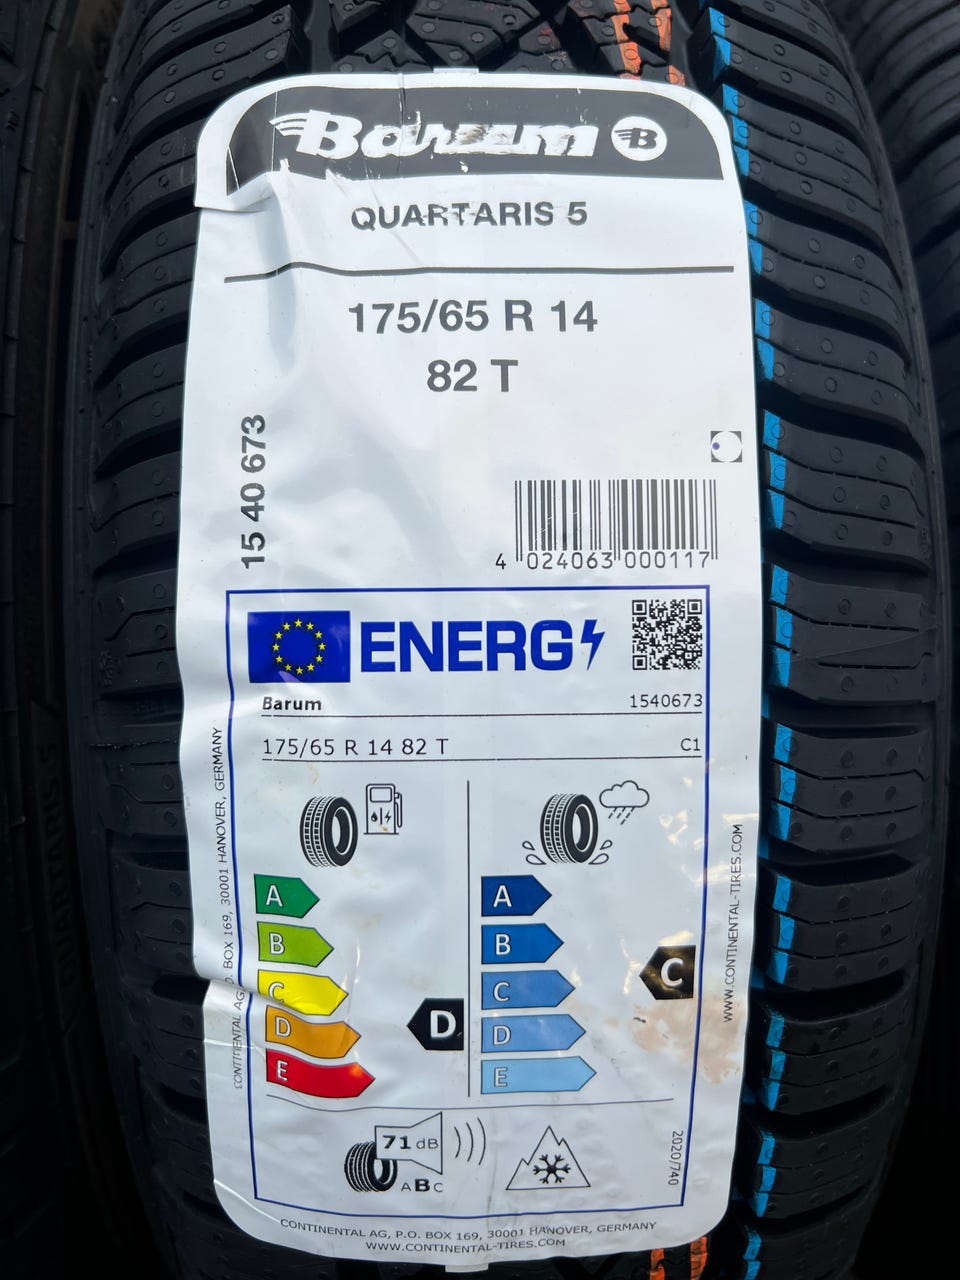 Barum B
QUARTARIS 5
175/65 R 14
82 T
15 40 673
4 024063 000117
ENERG
Barum 1540673
175/65 R 14 82 T C1
A
B
C
D
E
D
A
B
C
D
E
C
71 dB
ABC
2020/740
CONTINENTAL AG, P.O. BOX 169, 30001 HANOVER, GERMANY
WWW.CONTINENTAL-TIRES.COM
CONTINENTAL AG, P.O. BOX 169, 30001 HANOVER, GERMANY
WWW.CONTINENTAL-TIRES.COM